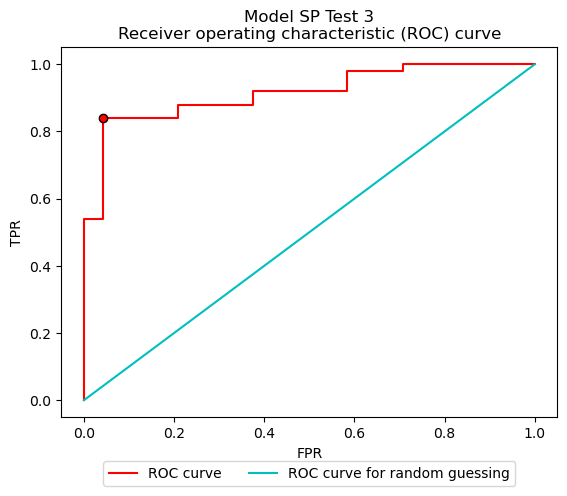 Model SP Test 3
Receiver operating characteristic (ROC) curve
1.0
0.8
0.6
0.4
0.2
0.0
TPR
0.0 0.2 0.4 0.6 0.8 1.0
FPR
ROC curve ROC curve for random guessing